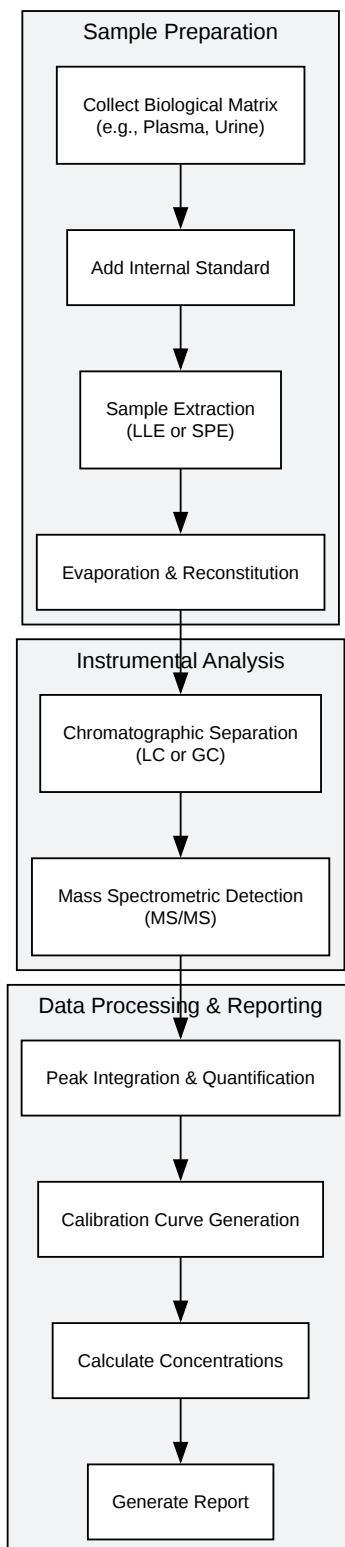 Sample Preparation
Collect Biological Matrix
(e.g., Plasma, Urine)
Add Internal Standard
Sample Extraction
(LLE or SPE)
Evaporation & Reconstitution
Instrumental Analysis
Chromatographic Separation
(LC or GC)
Mass Spectrometric Detection
(MS/MS)
Data Processing & Reporting
Peak Integration & Quantification
Calibration Curve Generation
Calculate Concentrations
Generate Report